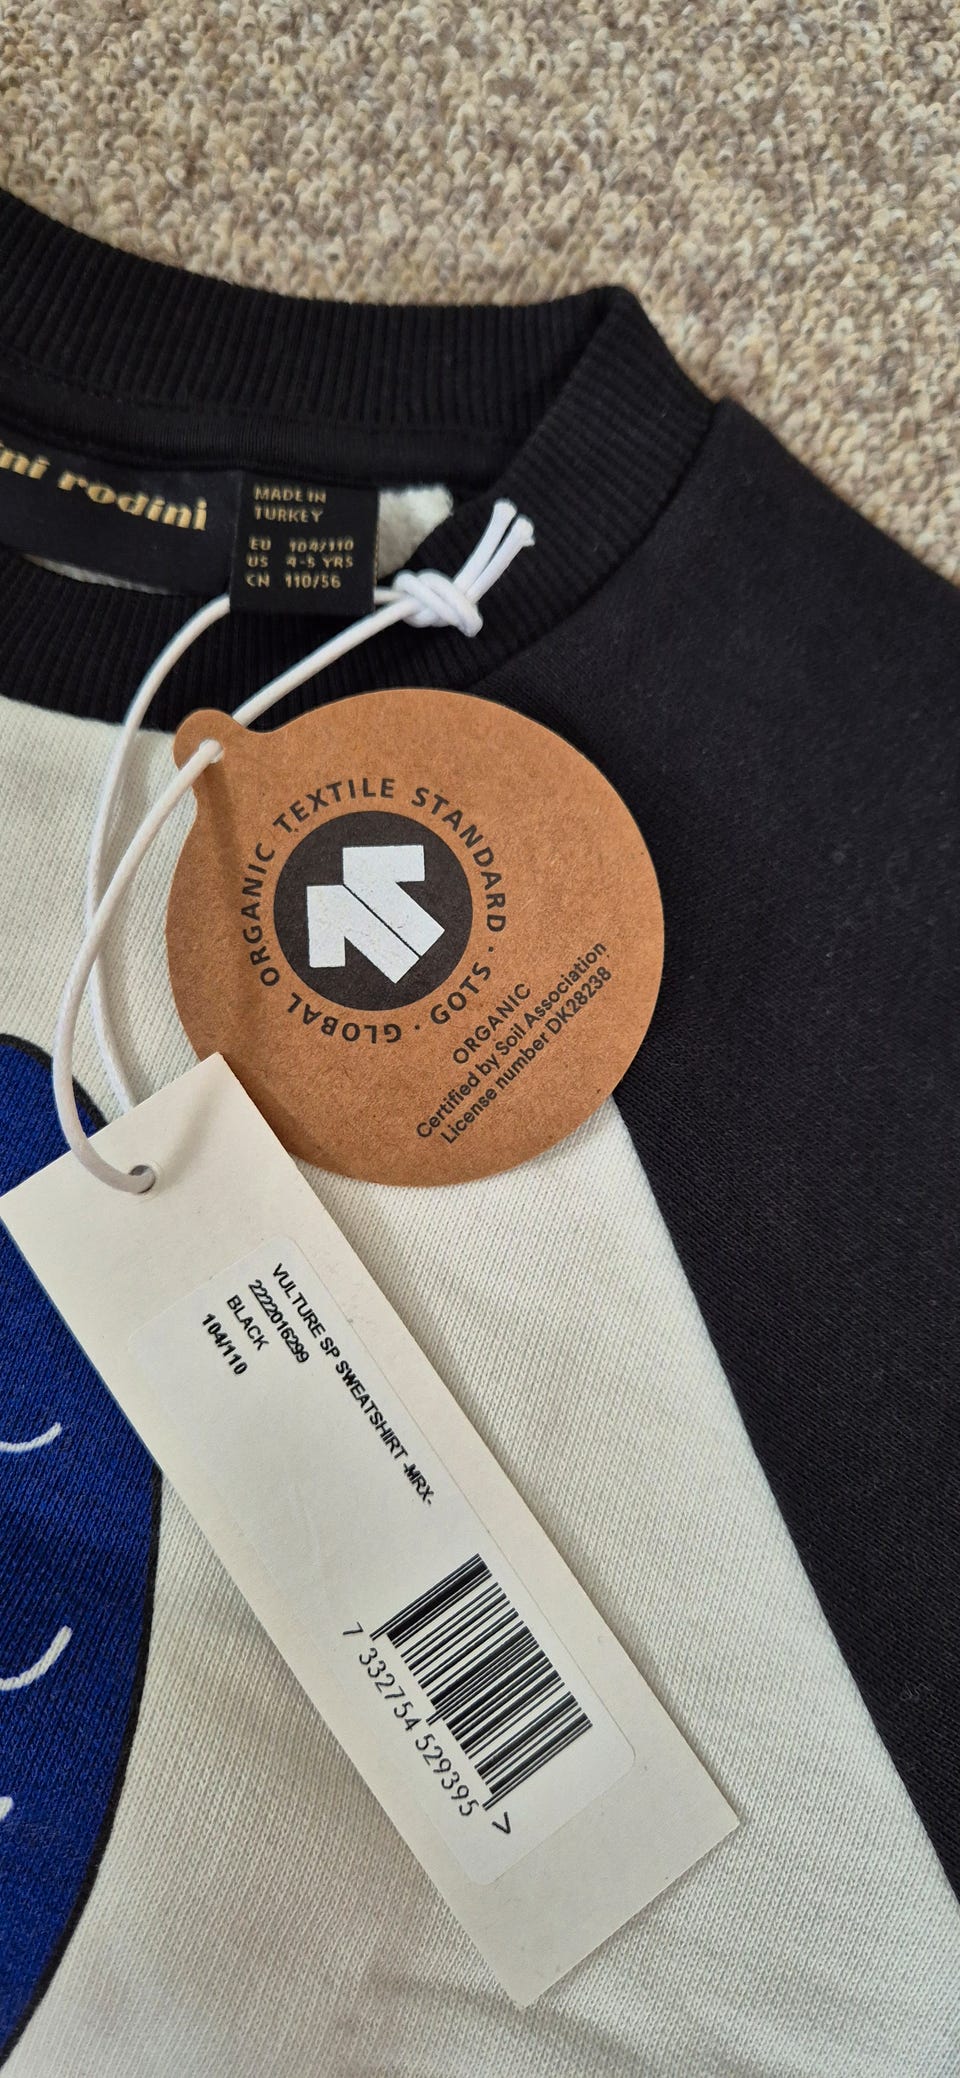 rodini
MADE IN
TURKEY
EU 104/110
US 4-5 YRS
CN 110/56
GLOBAL ORGANIC TEXTILE STANDARD · GOTS ·
ORGANIC
Certified by Soil Association
License number DK28238
VULTURE SP SWEATSHIRT -MRX-
2222016299
BLACK
104/110
7 332754 529395 >